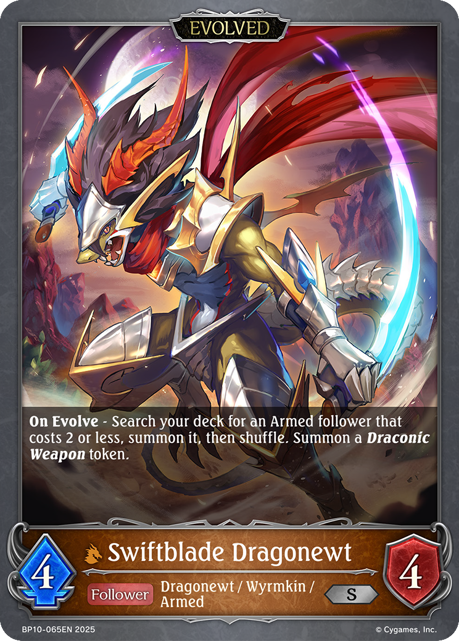 EVOLVED
On Evolve - Search your deck for an Armed follower that
costs 2 or less, summon it, then shuffle. Summon a Draconic
Weapon token.
Swiftblade Dragonewt
4
4
Follower
Dragonewt / Wyrmkin /
Armed
S
BP10-065EN 2025
© Cygames, Inc.